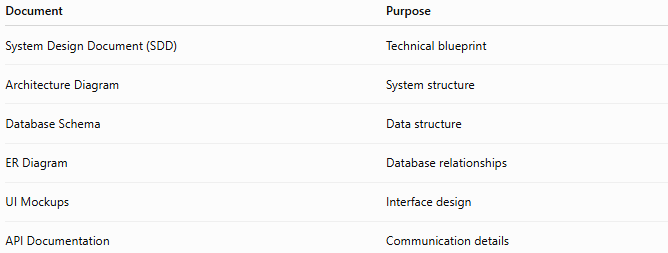 Document Purpose
System Design Document (SDD) Technical blueprint
Architecture Diagram System structure
Database Schema Data structure
ER Diagram Database relationships
UI Mockups Interface design
API Documentation Communication details